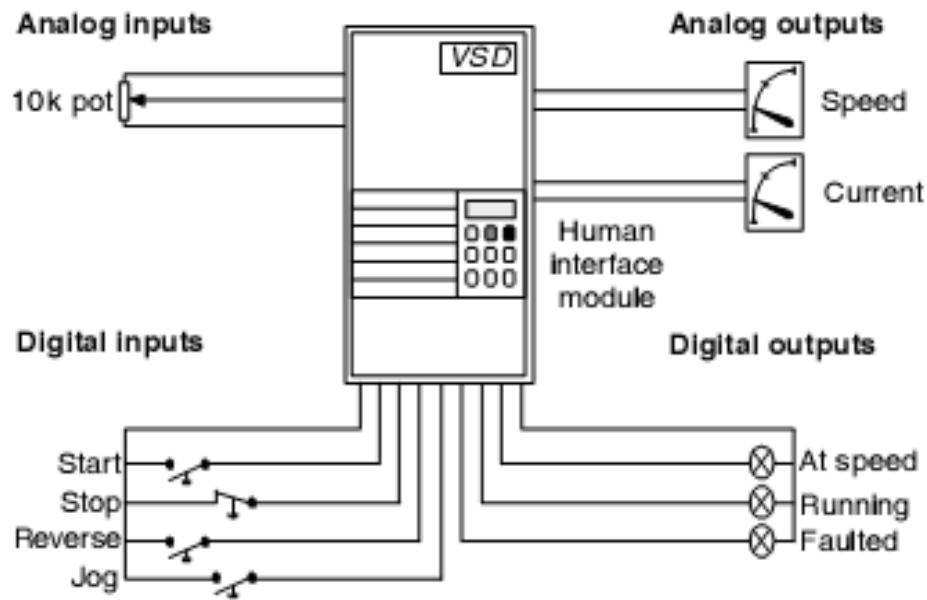 Analog inputs
Analog outputs
VSD
10k pot
Speed
Current
Human
interface
module
Digital inputs
Digital outputs
Start
At speed
Stop
Running
Reverse
Faulted
Jog